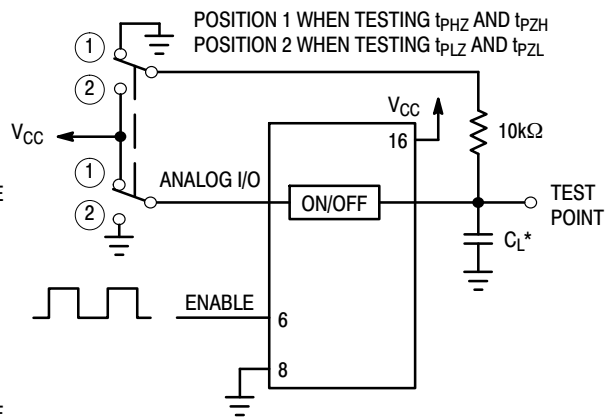 POSITION 1 WHEN TESTING tPHZ AND tPZH
POSITION 2 WHEN TESTING tPLZ AND tPZL
1
2
VCC
16
10kΩ
VCC
1
2
ANALOG I/O
ON/OFF
TEST
POINT
CL*
ENABLE
6
8
E
E